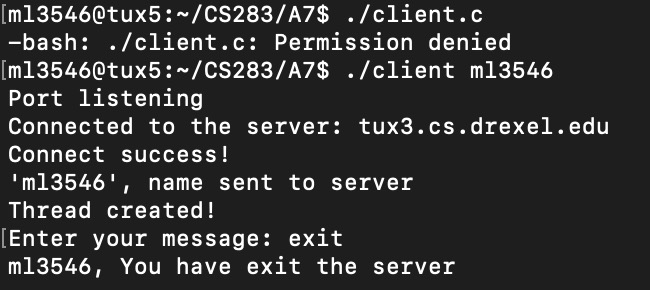 [ml3546@tux5:~/CS283/A7$ ./client.c
-bash: ./client.c: Permission denied
[ml3546@tux5:~/CS283/A7$ ./client ml3546
Port listening
Connected to the server: tux3.cs.drexel.edu
Connect success!
'ml3546', name sent to server
Thread created!
[Enter your message: exit
ml3546, You have exit the server